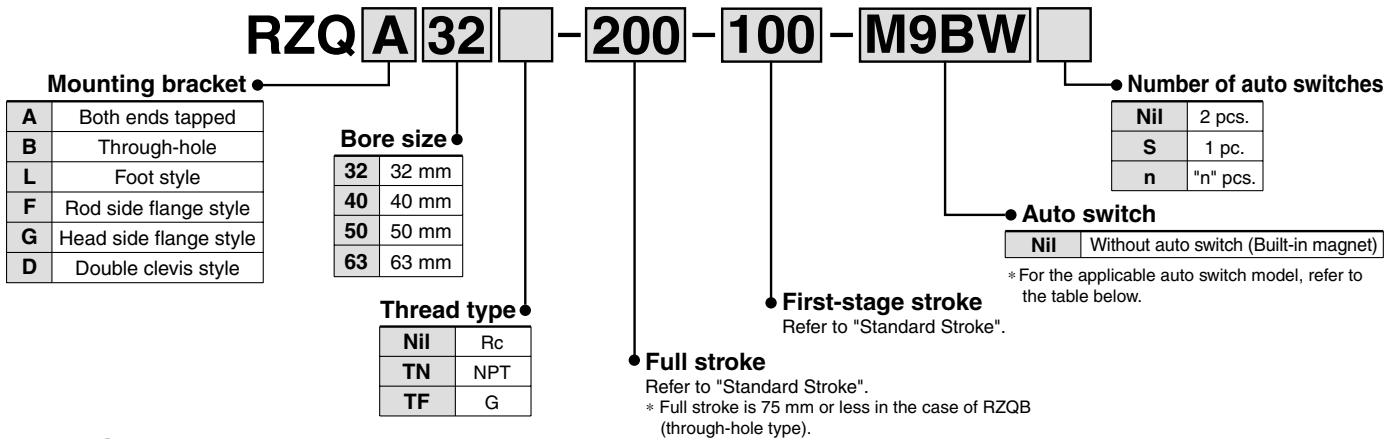 RZQ A 32 - 200 - 100 - M9BW
Mounting bracket
A Both ends tapped
B Through-hole
L Foot style
F Rod side flange style
G Head side flange style
D Double clevis style
Bore size
32 32 mm
40 40 mm
50 50 mm
63 63 mm
Thread type
Nil Rc
TN NPT
TF G
Full stroke
Refer to "Standard Stroke".
* Full stroke is 75 mm or less in the case of RZQB
(through-hole type).
First-stage stroke
Refer to "Standard Stroke".
Auto switch
Nil Without auto switch (Built-in magnet)
* For the applicable auto switch model, refer to
the table below.
Number of auto switches
Nil 2 pcs.
S 1 pc.
n "n" pcs.